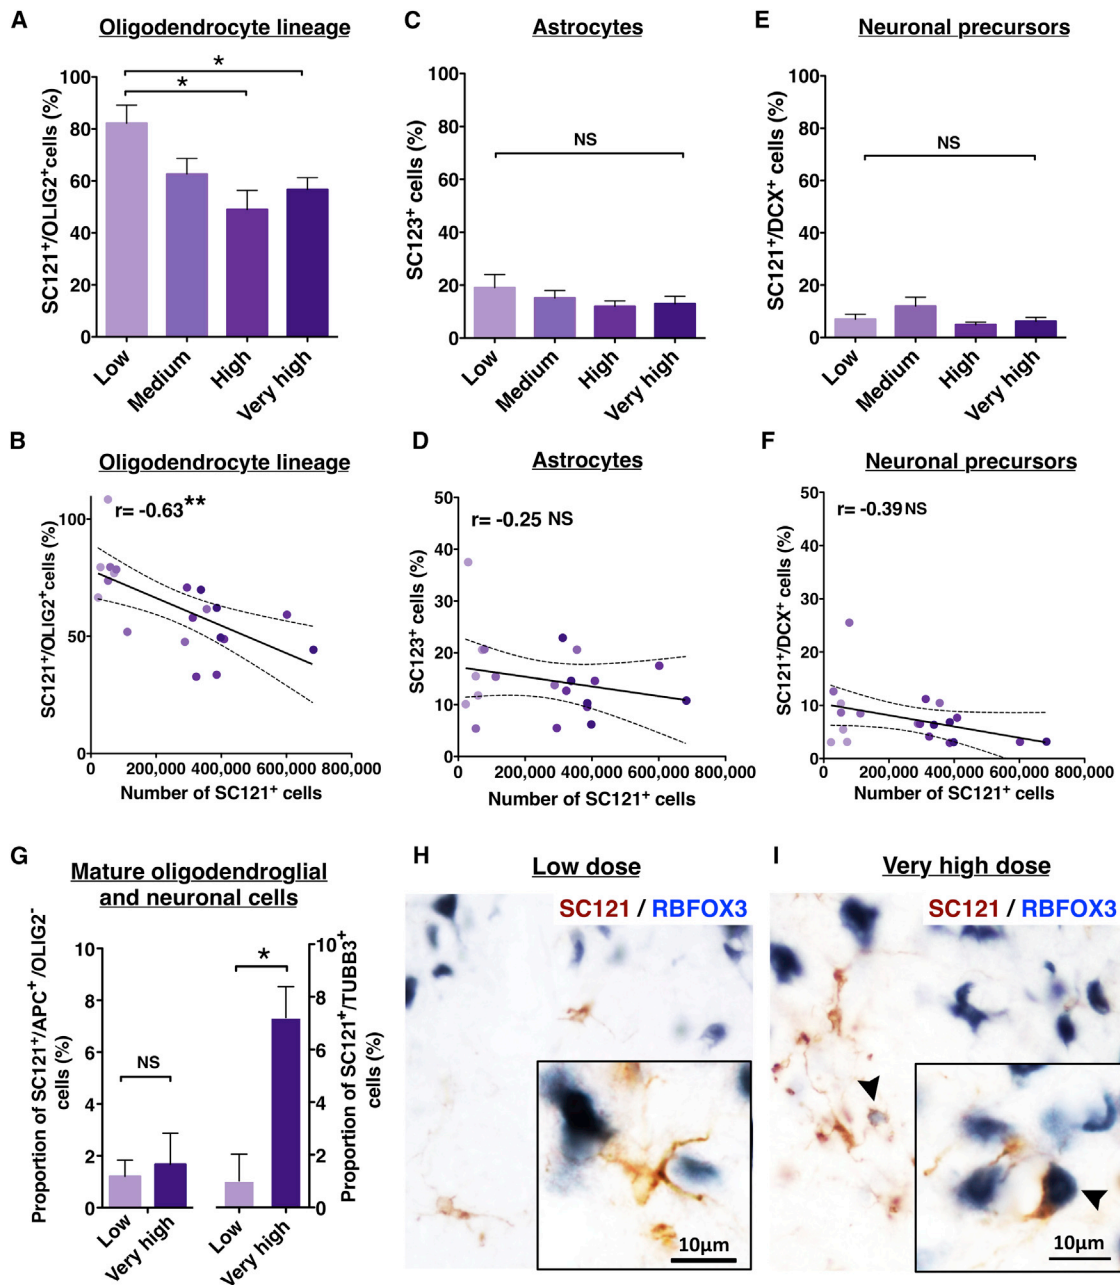 A
Oligodendrocyte lineage
SC121⁺/OLIG2⁺cells (%)
100
80
60
40
20
0
*
*
Low
Medium
High
Very high
C
Astrocytes
SC123⁺ cells (%)
100
80
60
40
20
0
NS
Low
Medium
High
Very high
E
Neuronal precursors
SC121⁺/DCX⁺ cells (%)
100
80
60
40
20
0
NS
Low
Medium
High
Very high
B
Oligodendrocyte lineage
SC121⁺/OLIG2⁺cells (%)
r= -0.63**
100
50
0
0
200,000
400,000
600,000
800,000
Number of SC121⁺ cells
D
Astrocytes
SC123⁺ cells (%)
r= -0.25 NS
50
40
30
20
10
0
0
200,000
400,000
600,000
800,000
Number of SC121⁺ cells
F
Neuronal precursors
SC121⁺/DCX⁺ cells (%)
r= -0.39 NS
50
40
30
20
10
0
0
200,000
400,000
600,000
800,000
Number of SC121⁺ cells
G
Mature oligodendroglial
and neuronal cells
Proportion of SC121⁺/APC⁺/OLIG2⁻
cells (%)
10
8
6
4
2
0
NS
Low
Very high
*
Low
Very high
10
8
6
4
2
0
Proportion of SC121⁺/TUBB3⁺
cells (%)
H
Low dose
SC121 / RBFOX3
10µm
I
Very high dose
SC121 / RBFOX3
10µm